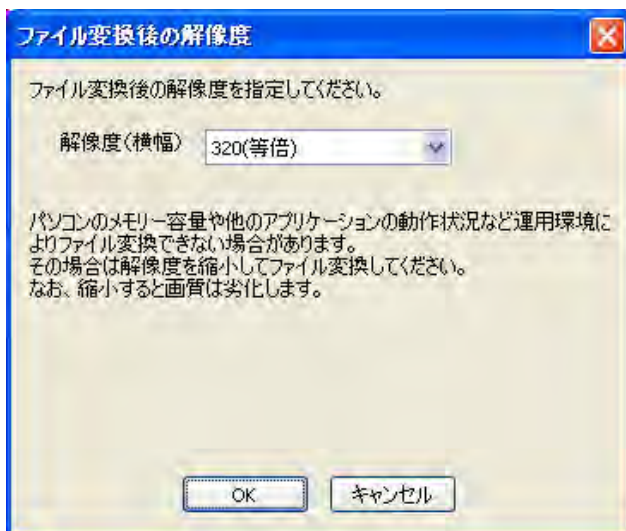 ファイル変換後の解像度
ファイル変換後の解像度を指定してください。
解像度(横幅) 320(等倍)
パソコンのメモリー容量や他のアプリケーションの動作状況など運用環境に
よりファイル変換できない場合があります。
その場合は解像度を縮小してファイル変換してください。
なお、縮小すると画質は劣化します。
OK キャンセル